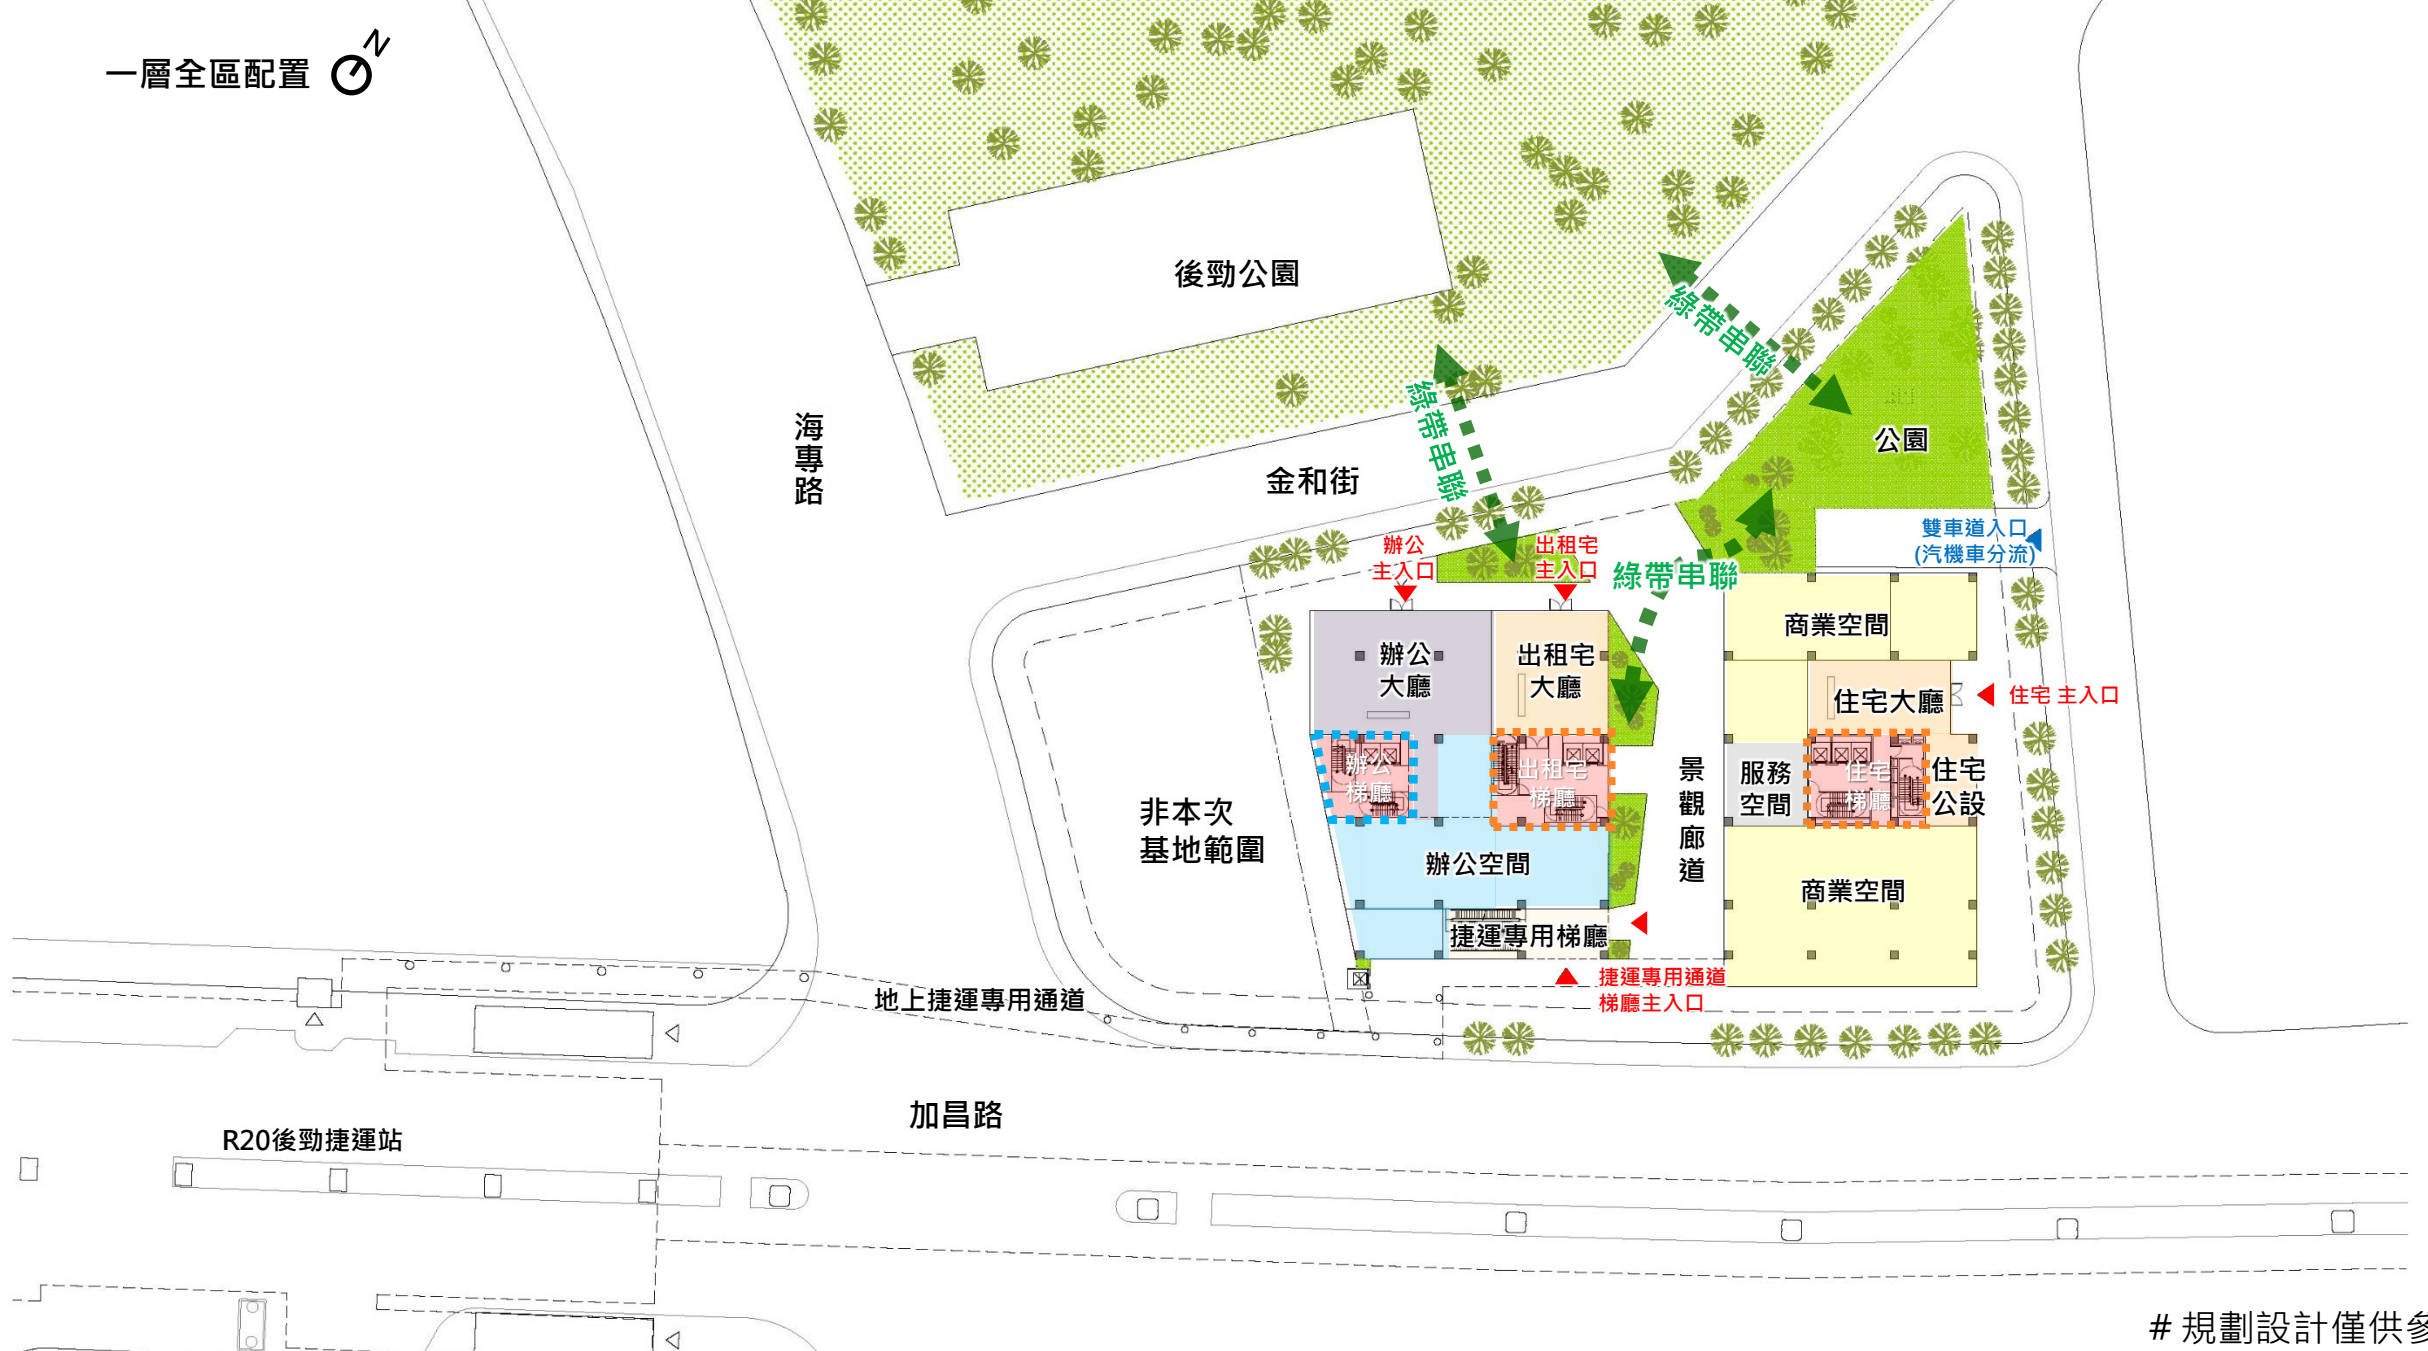 一層全區配置
N
後勁公園
綠帶串聯
綠帶串聯
海專路
金和街
公園
雙車道入口
(汽機車分流)
辦公
主入口
出租宅
主入口
綠帶串聯
商業空間
辦公
大廳
出租宅
大廳
住宅大廳
住宅 主入口
辦公
梯廳
出租宅
梯廳
景觀廊道
服務
空間
住宅
梯廳
住宅
公設
非本次
基地範圍
辦公空間
商業空間
捷運專用梯廳
捷運專用通道
梯廳主入口
地上捷運專用通道
加昌路
R20後勁捷運站
# 規劃設計僅供參